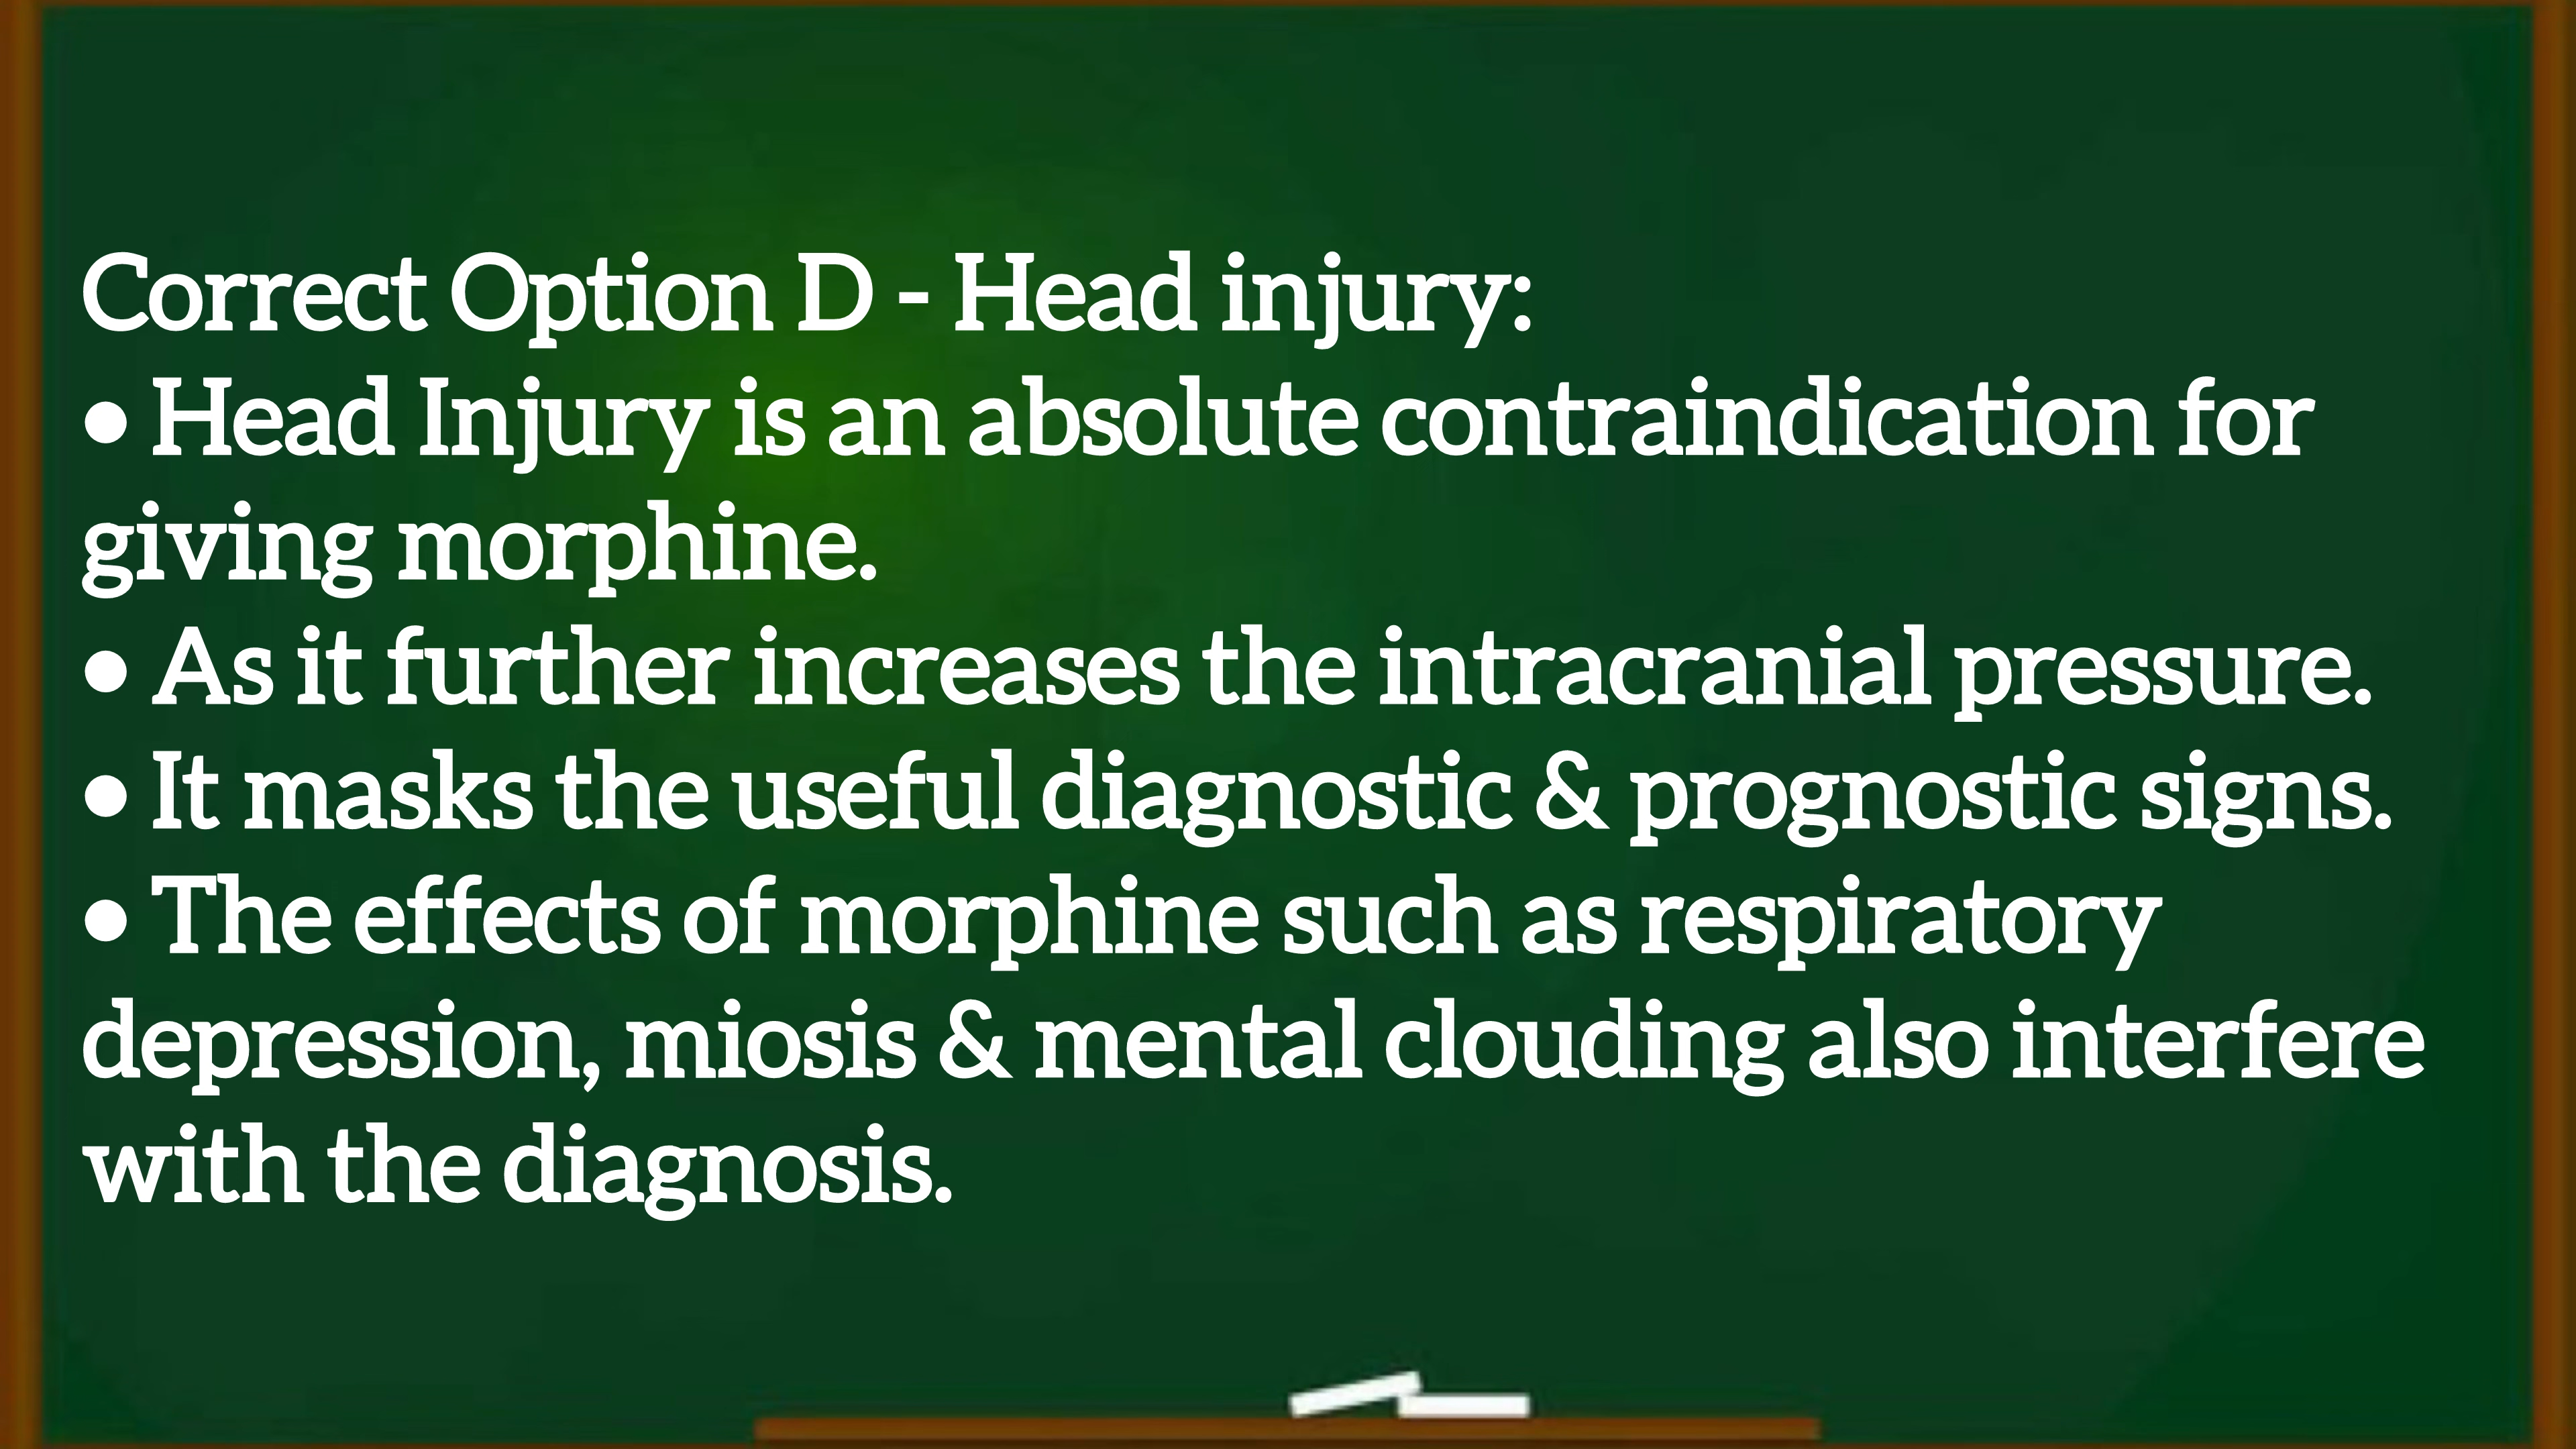 Correct Option D - Head injury:
• Head Injury is an absolute contraindication for
giving morphine.
• As it further increases the intracranial pressure.
• It masks the useful diagnostic & prognostic signs.
• The effects of morphine such as respiratory
depression, miosis & mental clouding also interfere
with the diagnosis.